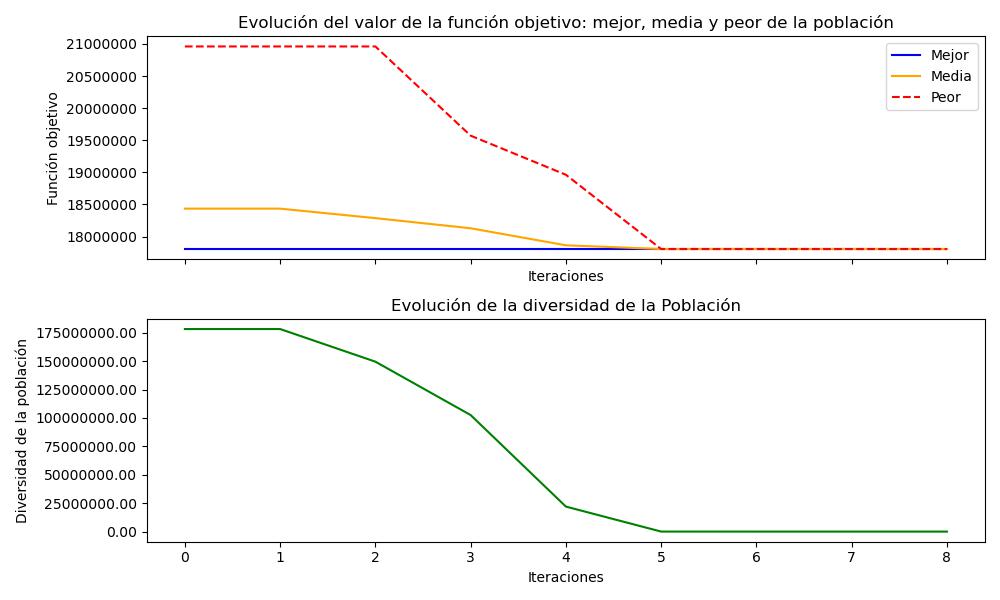 Evolución del valor de la función objetivo: mejor, media y peor de la población
21000000
20500000
20000000
19500000
19000000
18500000
18000000
Función objetivo
Mejor
Media
Peor
Iteraciones
Evolución de la diversidad de la Población
175000000.00
150000000.00
125000000.00
100000000.00
75000000.00
50000000.00
25000000.00
0.00
Diversidad de la población
0 1 2 3 4 5 6 7 8
Iteraciones